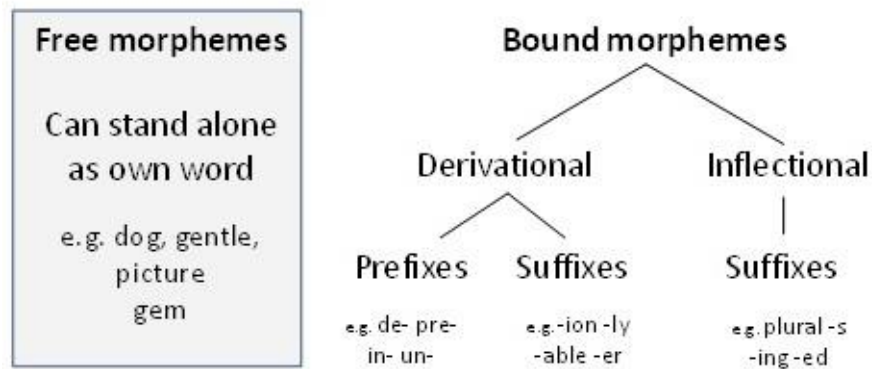 Free morphemes
Can stand alone
as own word
e.g. dog, gentle,
picture
gem
Bound morphemes
Derivational
Inflectional
Prefixes
Suffixes
Suffixes
e.g. de- pre-
in- un-
e.g. -ion -ly
-able -er
e.g. plural -s
-ing -ed